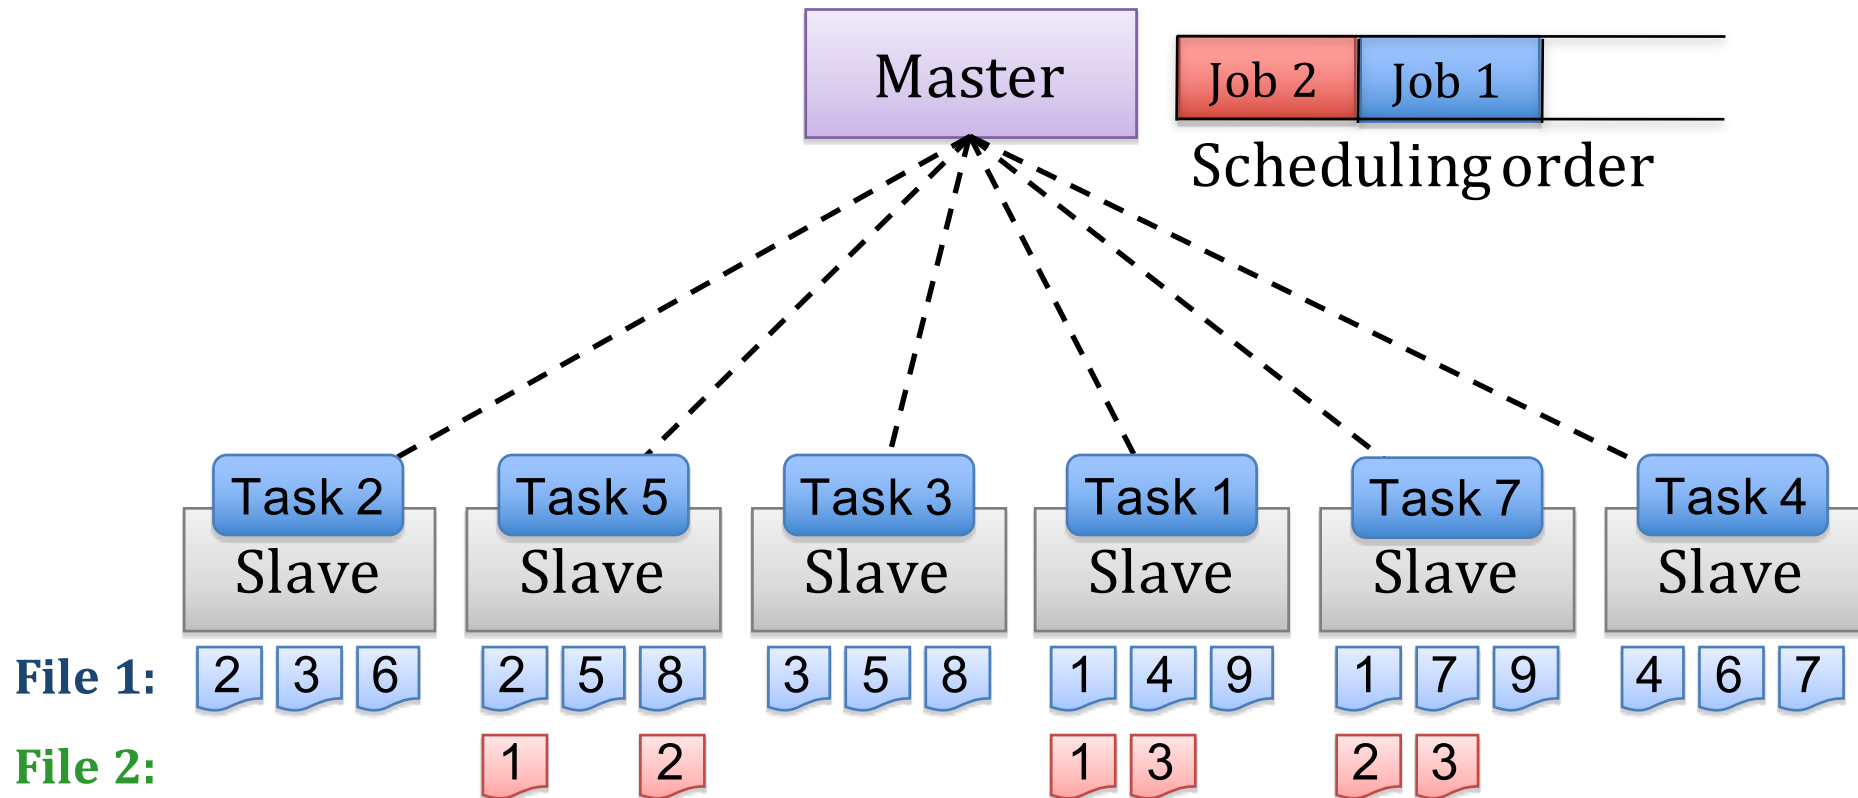 Master
Job 2 Job 1
Scheduling order
Task 2 Task 5 Task 3 Task 1 Task 7 Task 4
Slave Slave Slave Slave Slave Slave
File 1: 2 3 6 2 5 8 3 5 8 1 4 9 1 7 9 4 6 7
File 2: 1 2 1 3 2 3